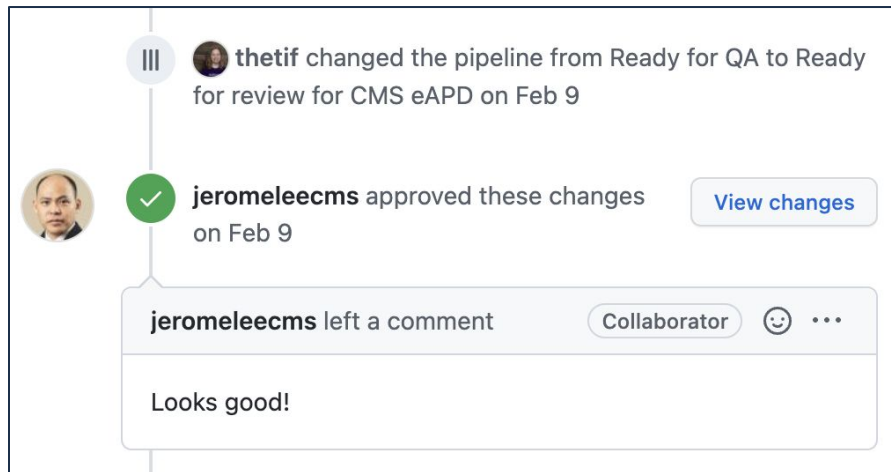 thetif changed the pipeline from Ready for QA to Ready
for review for CMS eAPD on Feb 9
jeromeleecms approved these changes
on Feb 9
View changes
jeromeleecms left a comment
Collaborator
Looks good!